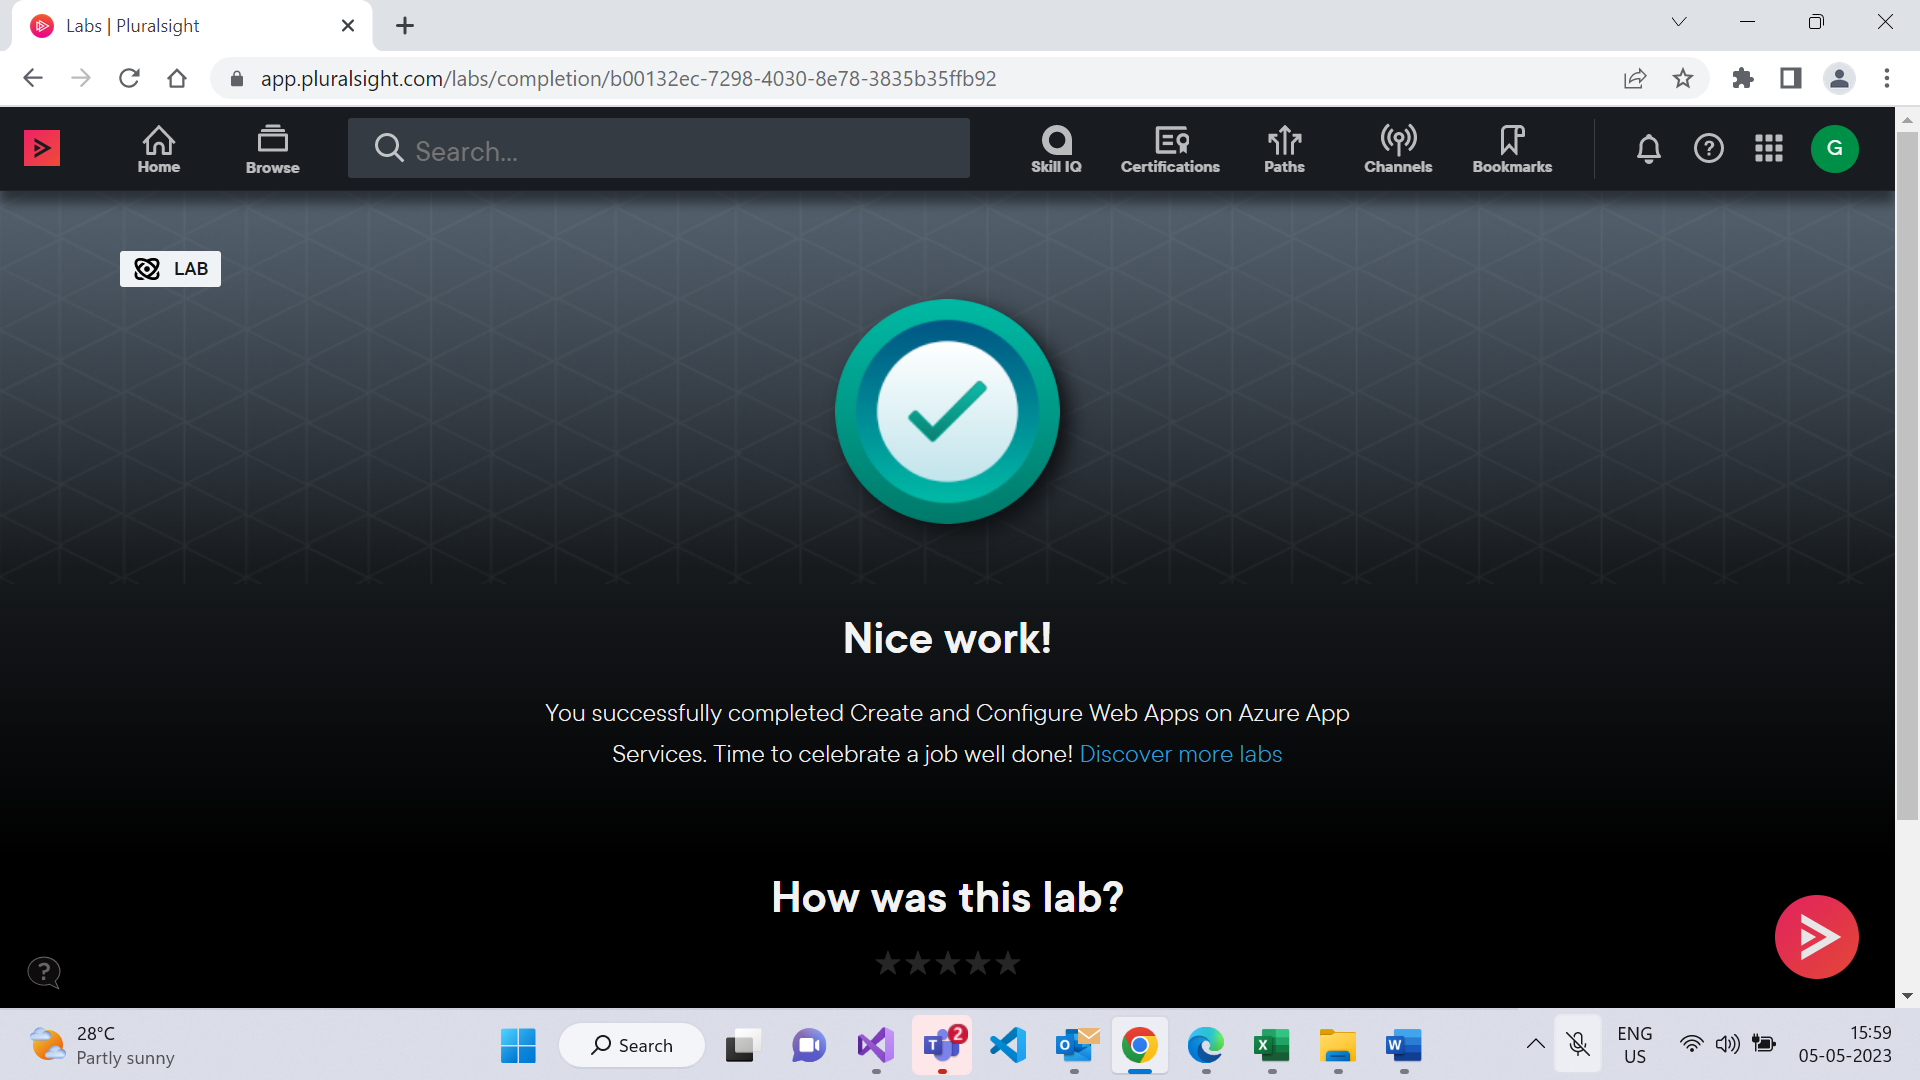 Labs | Pluralsight
app.pluralsight.com/labs/completion/b00132ec-7298-4030-8e78-3835b35ffb92
Home
Browse
Search...
Skill IQ
Certifications
Paths
Channels
Bookmarks
G
LAB
Nice work!
You successfully completed Create and Configure Web Apps on Azure App
Services. Time to celebrate a job well done! Discover more labs
How was this lab?
28°C
Partly sunny
Search
2
ENG
US
15:59
05-05-2023